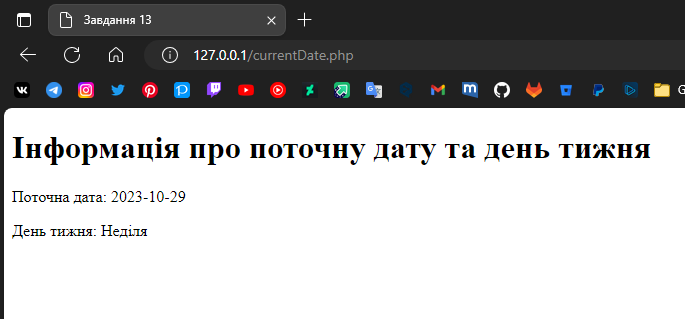 Завдання 13
127.0.0.1/currentDate.php
G
Інформація про поточну дату та день тижня
Поточна дата: 2023-10-29
День тижня: Неділя